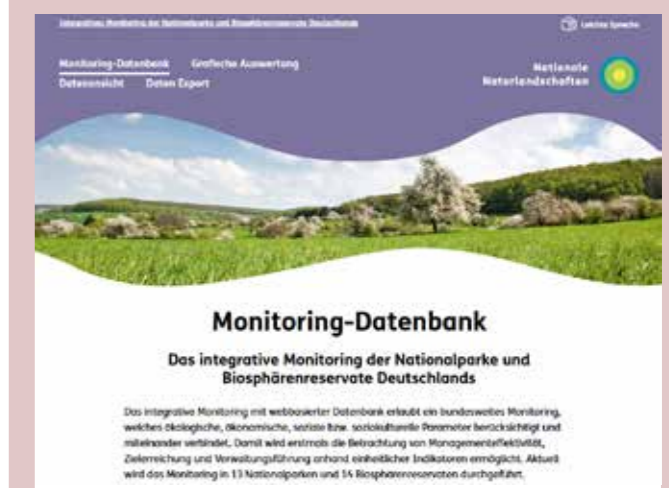 Integratives Monitoring der Nationalparke und Biosphärenreservate Deutschlands
Leichte Sprache
Monitoring-Datenbank Grafische Auswertung
Datenansicht Daten Export
Nationale
Naturlandschaften
Monitoring-Datenbank
Das integrative Monitoring der Nationalparke und
Biosphärenreservate Deutschlands
Das integrative Monitoring mit webbasierter Datenbank erlaubt ein bundesweites Monitoring,
welches ökologische, ökonomische, soziale bzw. soziokulturelle Parameter berücksichtigt und
miteinander verbindet. Damit wird erstmals die Betrachtung von Managementeffektivität,
Zielerreichung und Verwaltungsführung anhand einheitlicher Indikatoren ermöglicht. Aktuell
wird das Monitoring in 13 Nationalparken und 14 Biosphärenreservaten durchgeführt.